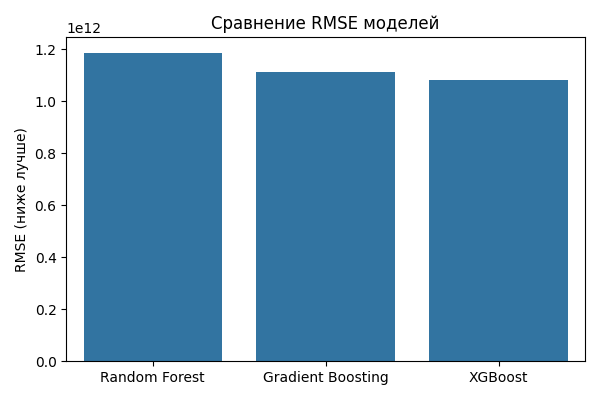 Сравнение RMSE моделей
1e12
1.2
1.0
0.8
0.6
0.4
0.2
0.0
RMSE (ниже лучше)
Random Forest
Gradient Boosting
XGBoost